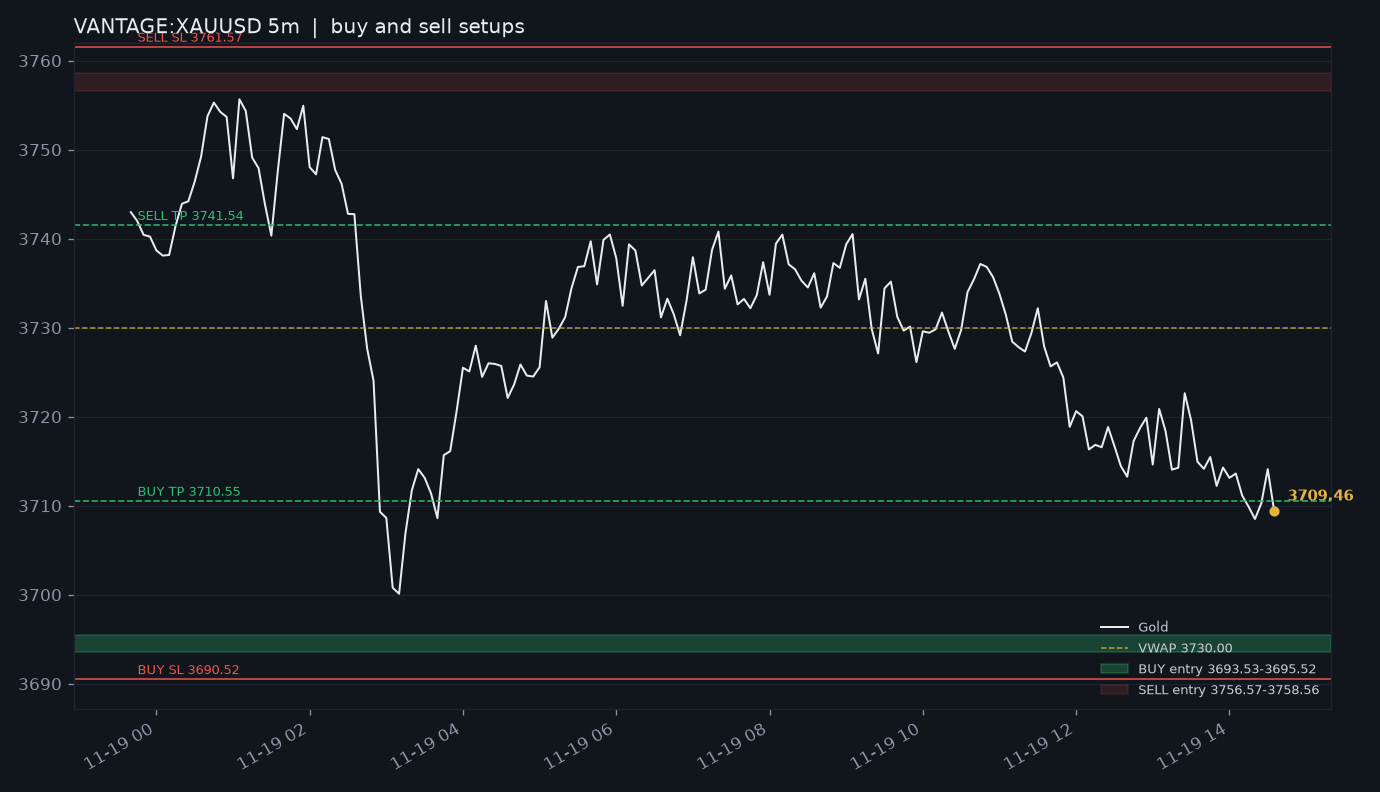 VANTAGE:XAUUSD 5m | buy and sell setups
SELL SL 3761.57
3760
3750
SELL TP 3741.54
3740
3730
3720
BUY TP 3710.55
3709.46
3710
3700
Gold
VWAP 3730.00
BUY entry 3693.53-3695.52
SELL entry 3756.57-3758.56
BUY SL 3690.52
3690
11-19 00
11-19 02
11-19 04
11-19 06
11-19 08
11-19 10
11-19 12
11-19 14